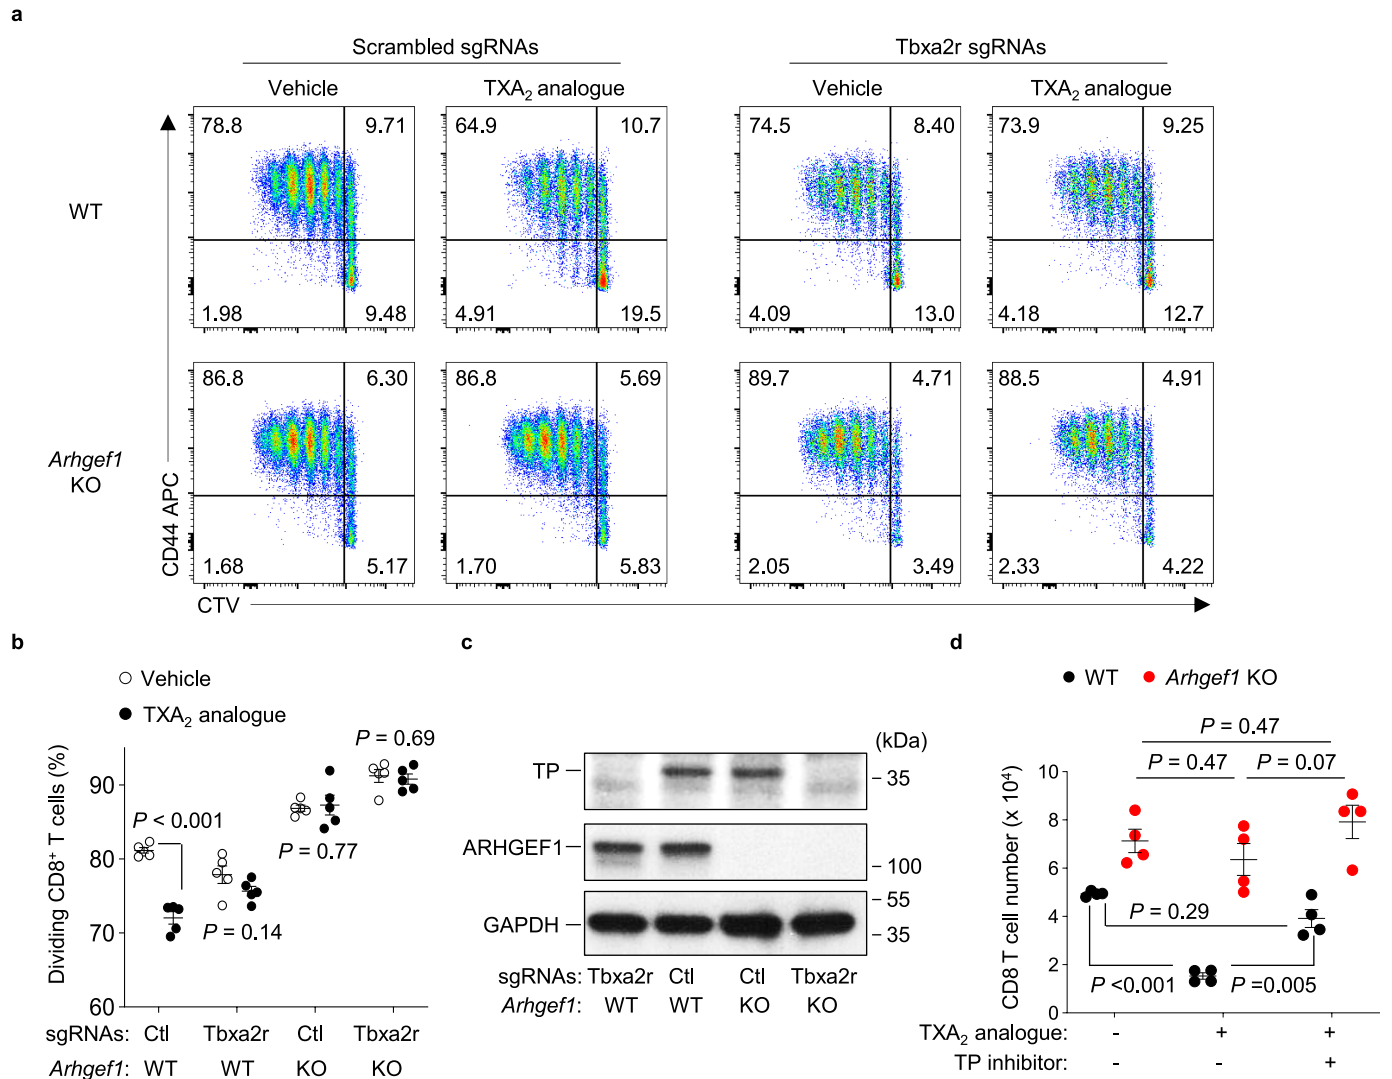 a
Scrambled sgRNAs
Tbxa2r sgRNAs
Vehicle
TXA₂ analogue
Vehicle
TXA₂ analogue
WT
78.8 9.71
1.98 9.48
64.9 10.7
4.91 19.5
74.5 8.40
4.09 13.0
73.9 9.25
4.18 12.7
Arhgef1
KO
86.8 6.30
1.68 5.17
86.8 5.69
1.70 5.83
89.7 4.71
2.05 3.49
88.5 4.91
2.33 4.22
CD44 APC
CTV
b
Vehicle
TXA₂ analogue
Dividing CD8⁺ T cells (%)
90
80
70
60
P < 0.001
P = 0.14
P = 0.77
P = 0.69
sgRNAs: Ctl Tbxa2r Ctl Tbxa2r
Arhgef1: WT WT KO KO
c
(kDa)
TP
35
ARHGEF1
100
55
GAPDH
35
sgRNAs: Tbxa2r Ctl Ctl Tbxa2r
Arhgef1: WT WT KO KO
d
WT Arhgef1 KO
P = 0.47
P = 0.47 P = 0.07
CD8 T cell number (x 10⁴)
10
8
6
4
2
0
P = 0.29
P <0.001 P =0.005
TXA₂ analogue: - + +
TP inhibitor: - - +